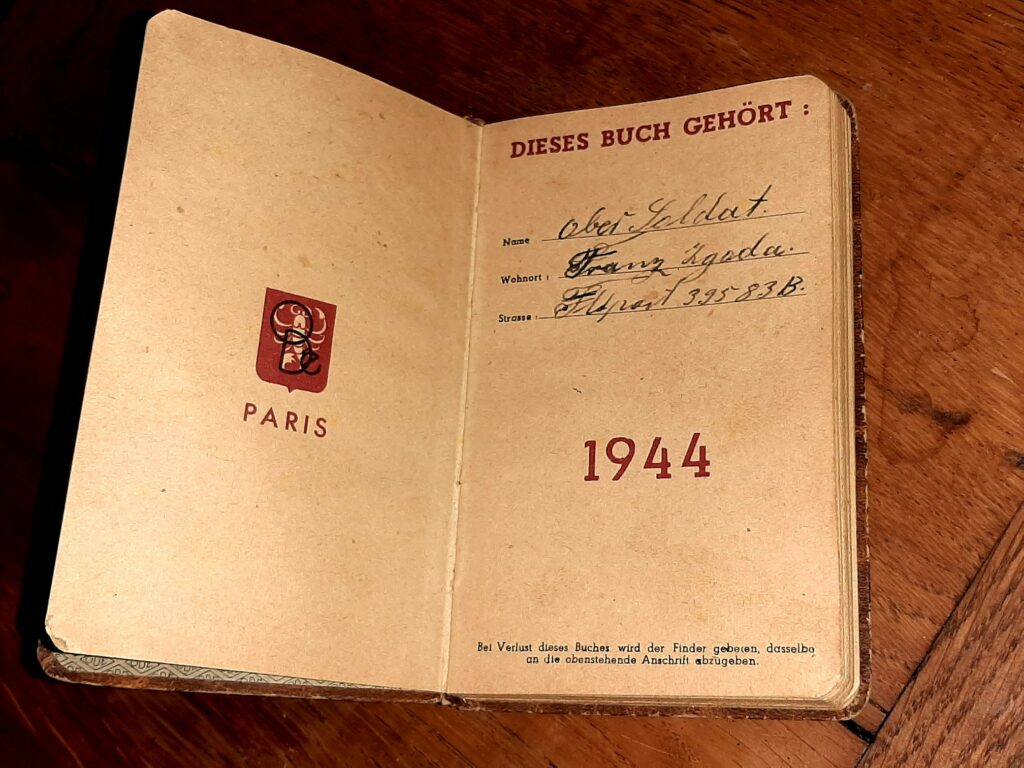 PARIS
DIESES BUCH GEHÖRT :
Name Ober Soldat.
Wohnort : Franz Zgoda.
Strasse : Fldpost 39583B.
1944
Bei Verlust dieses Buches wird der Finder gebeten, dasselbe
an die obenstehende Anschrift abzugeben.